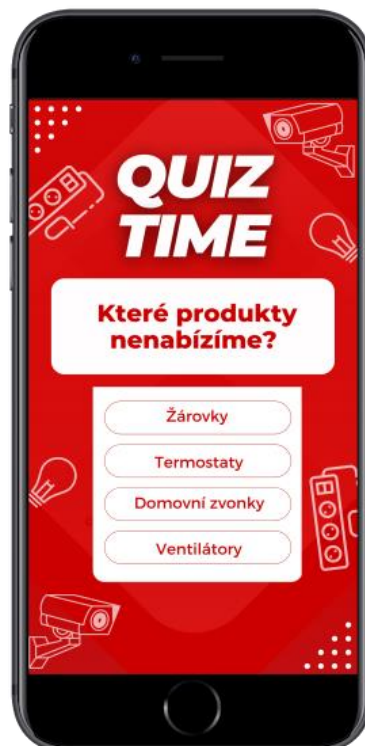 QUIZ
TIME
Které produkty
nenabízíme?
Žárovky
Termostaty
Domovní zvonky
Ventilátory